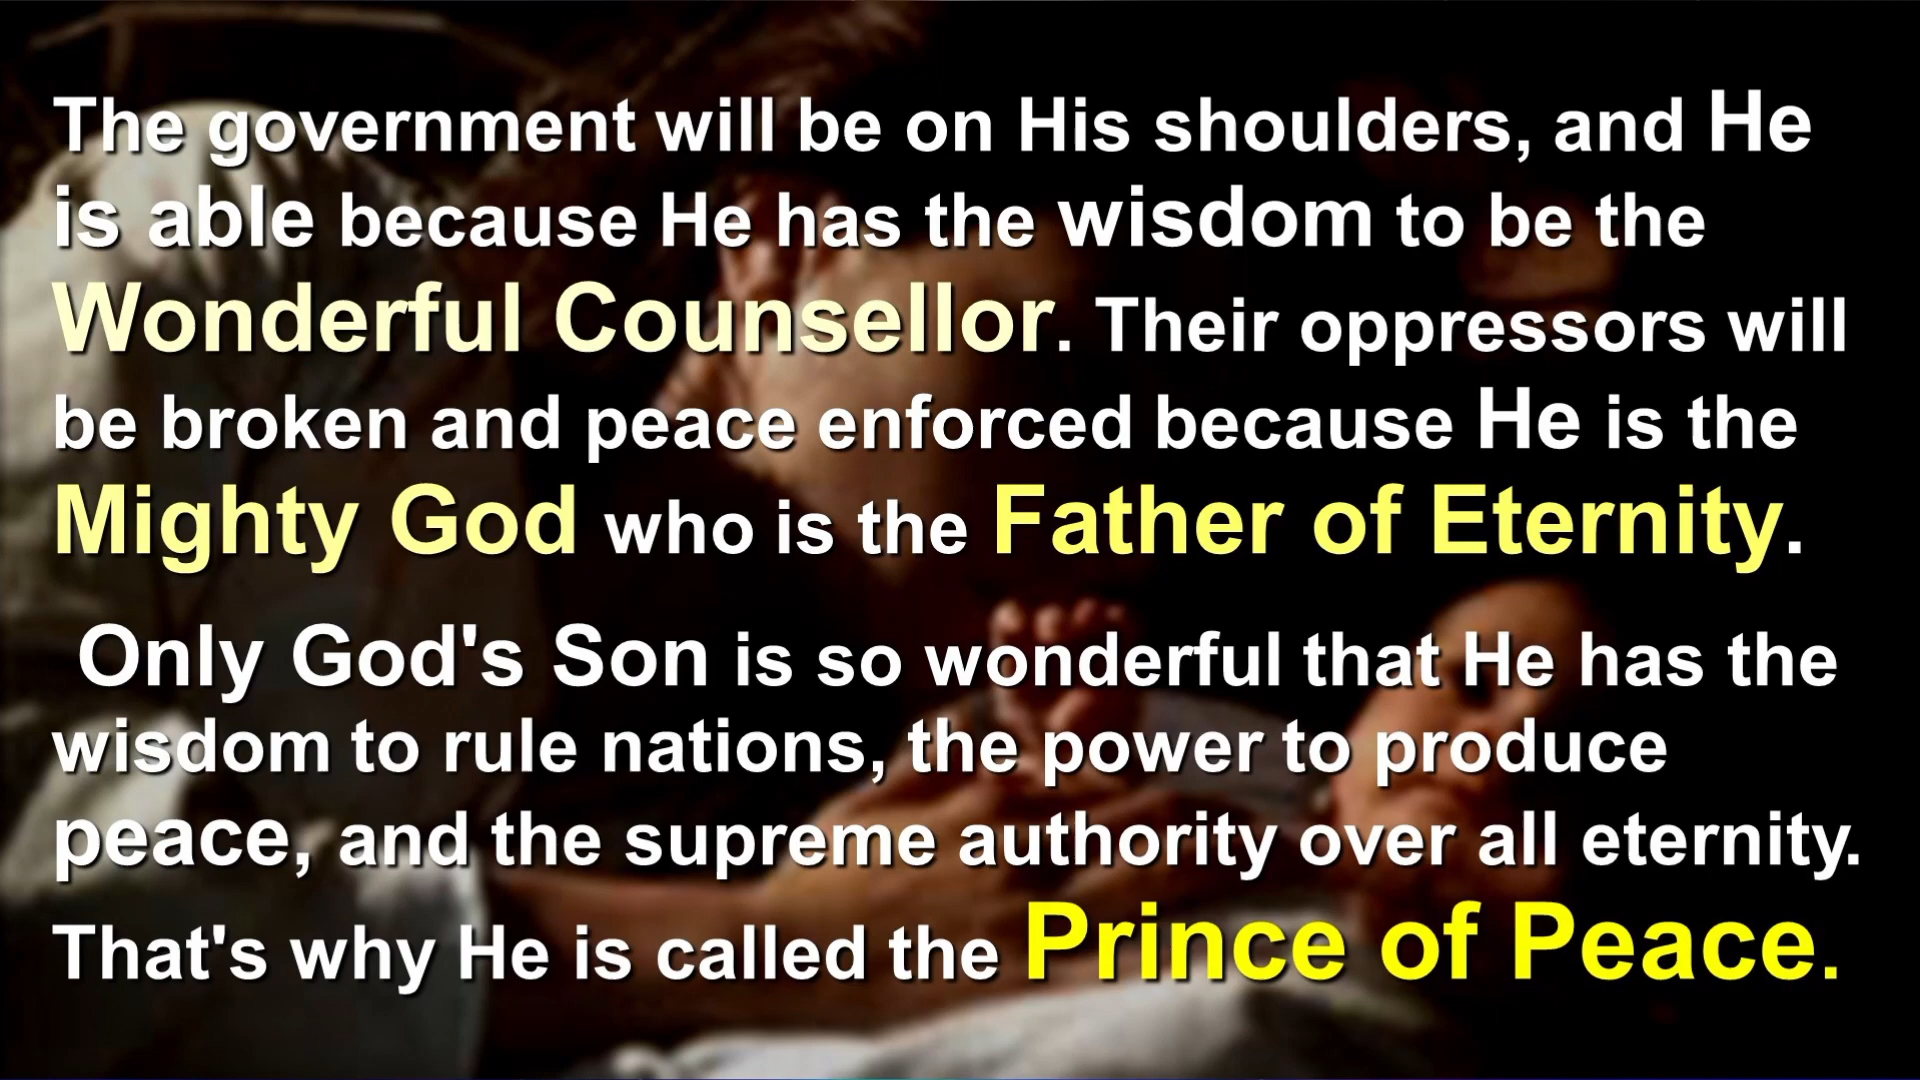 The government will be on His shoulders, and He
is able because He has the wisdom to be the
Wonderful Counsellor. Their oppressors will
be broken and peace enforced because He is the
Mighty God who is the Father of Eternity.
Only God's Son is so wonderful that He has the
wisdom to rule nations, the power to produce
peace, and the supreme authority over all eternity.
That's why He is called the Prince of Peace.